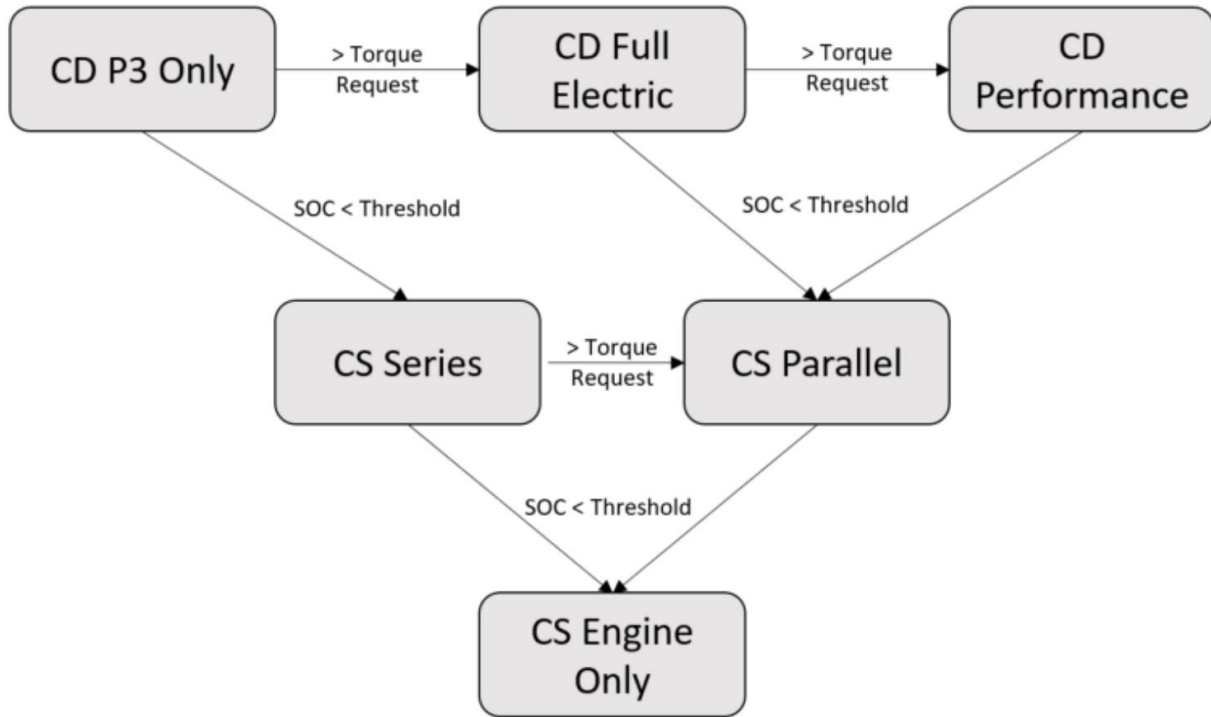 CD P3 Only
> Torque
Request
CD Full
Electric
> Torque
Request
CD
Performance
SOC < Threshold
SOC < Threshold
CS Series
> Torque
Request
CS Parallel
SOC < Threshold
CS Engine
Only